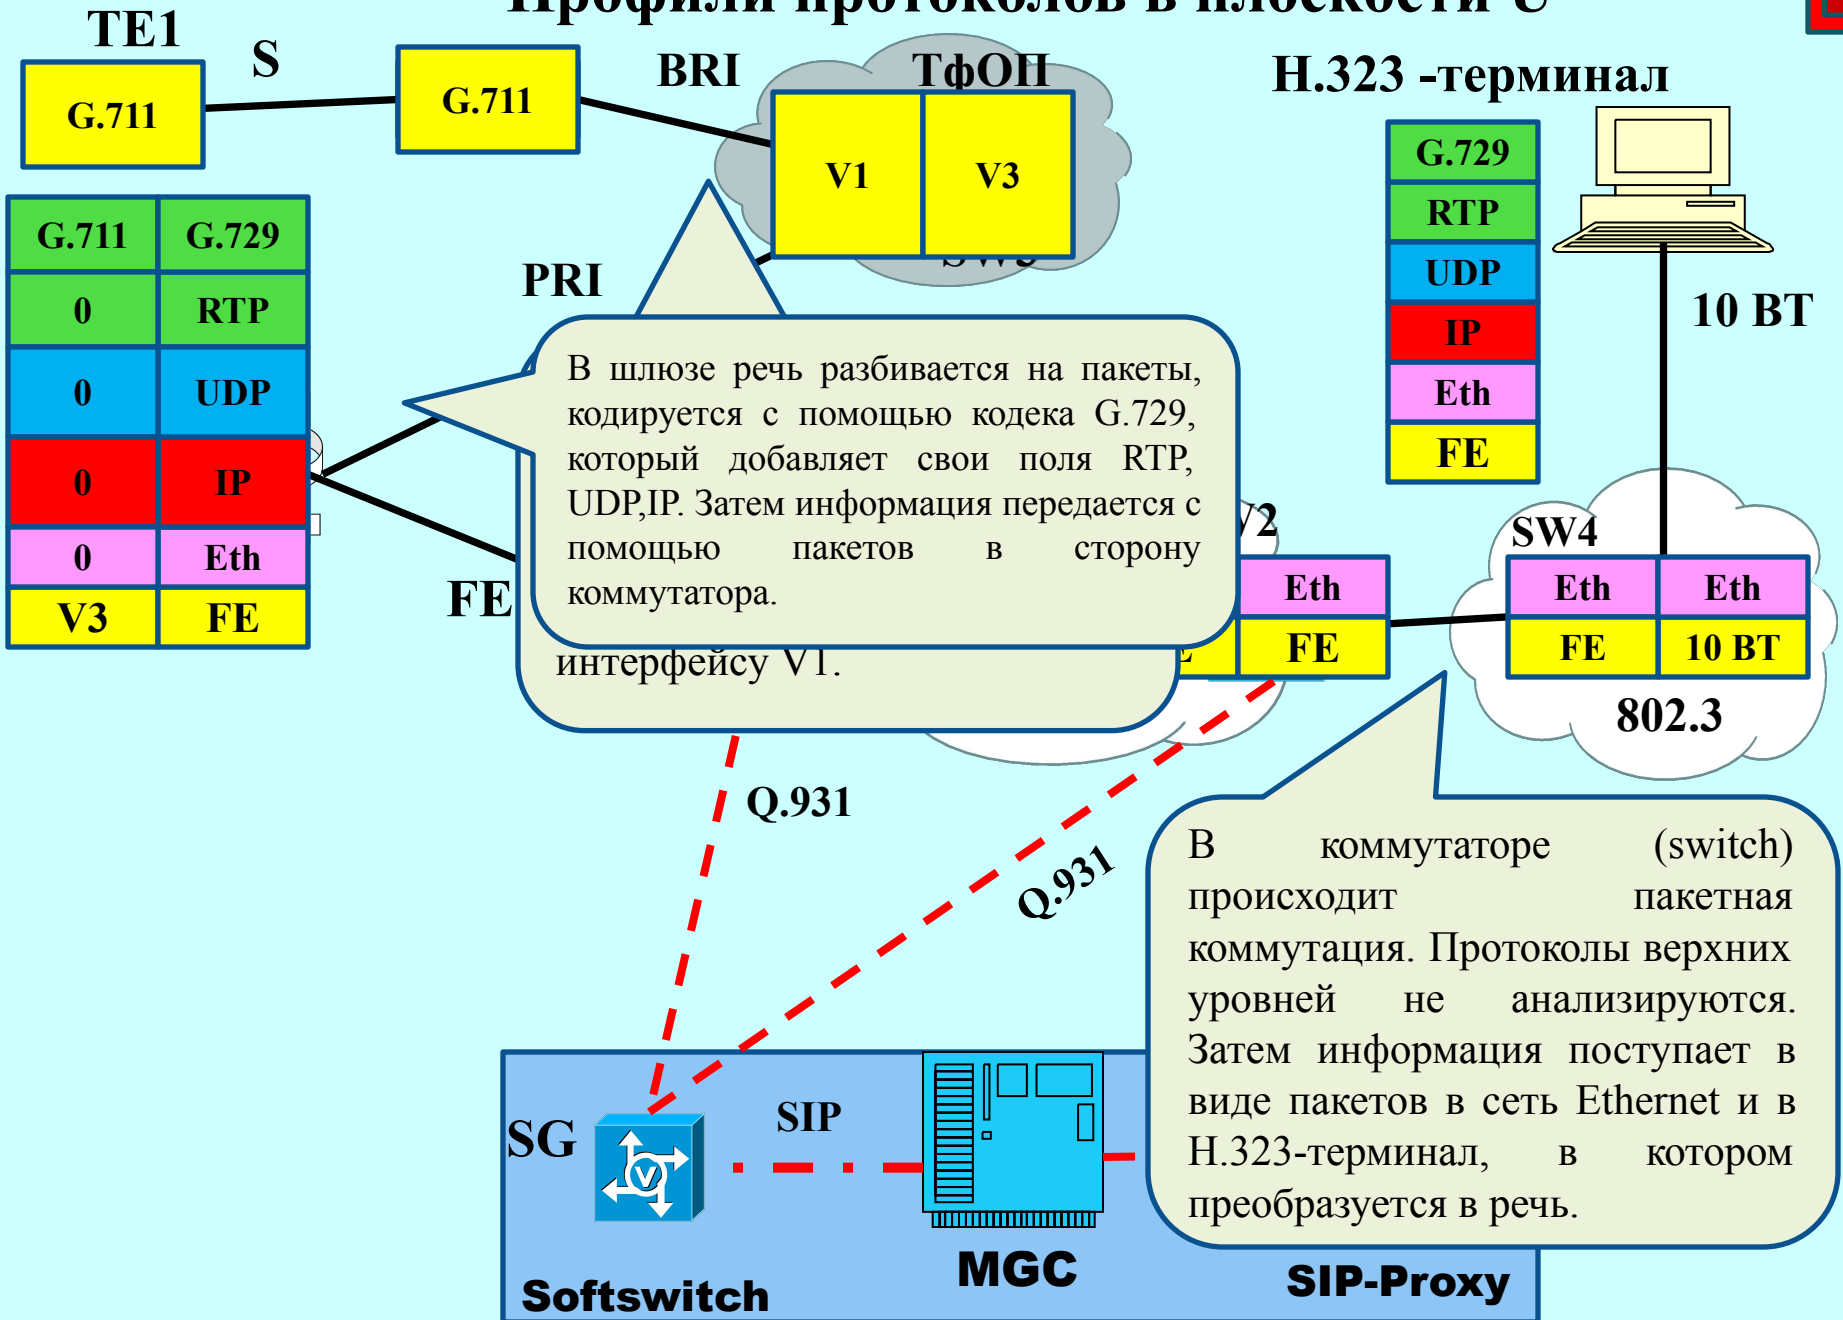 Профили протоколов в плоскости U
TE1
S
BRI
ТфОП
Н.323 -терминал
G.711
G.711
V1
V3
SW3
PRI
G.711
G.729
0
RTP
0
UDP
0
IP
0
Eth
V3
FE
FE
G.729
RTP
UDP
IP
Eth
FE
10 BT
В шлюзе речь разбивается на пакеты,
кодируется с помощью кодека G.729,
который добавляет свои поля RTP,
UDP,IP. Затем информация передается с
помощью пакетов в сторону
коммутатора.
интерфейсу V1.
Eth
FE
SW4
Eth
Eth
FE
10 BT
802.3
Q.931
Q.931
В коммутаторе (switch)
происходит пакетная
коммутация. Протоколы верхних
уровней не анализируются.
Затем информация поступает в
виде пакетов в сеть Ethernet и в
Н.323-терминал, в котором
преобразуется в речь.
SG
SIP
V
MGC
Softswitch
SIP-Proxy